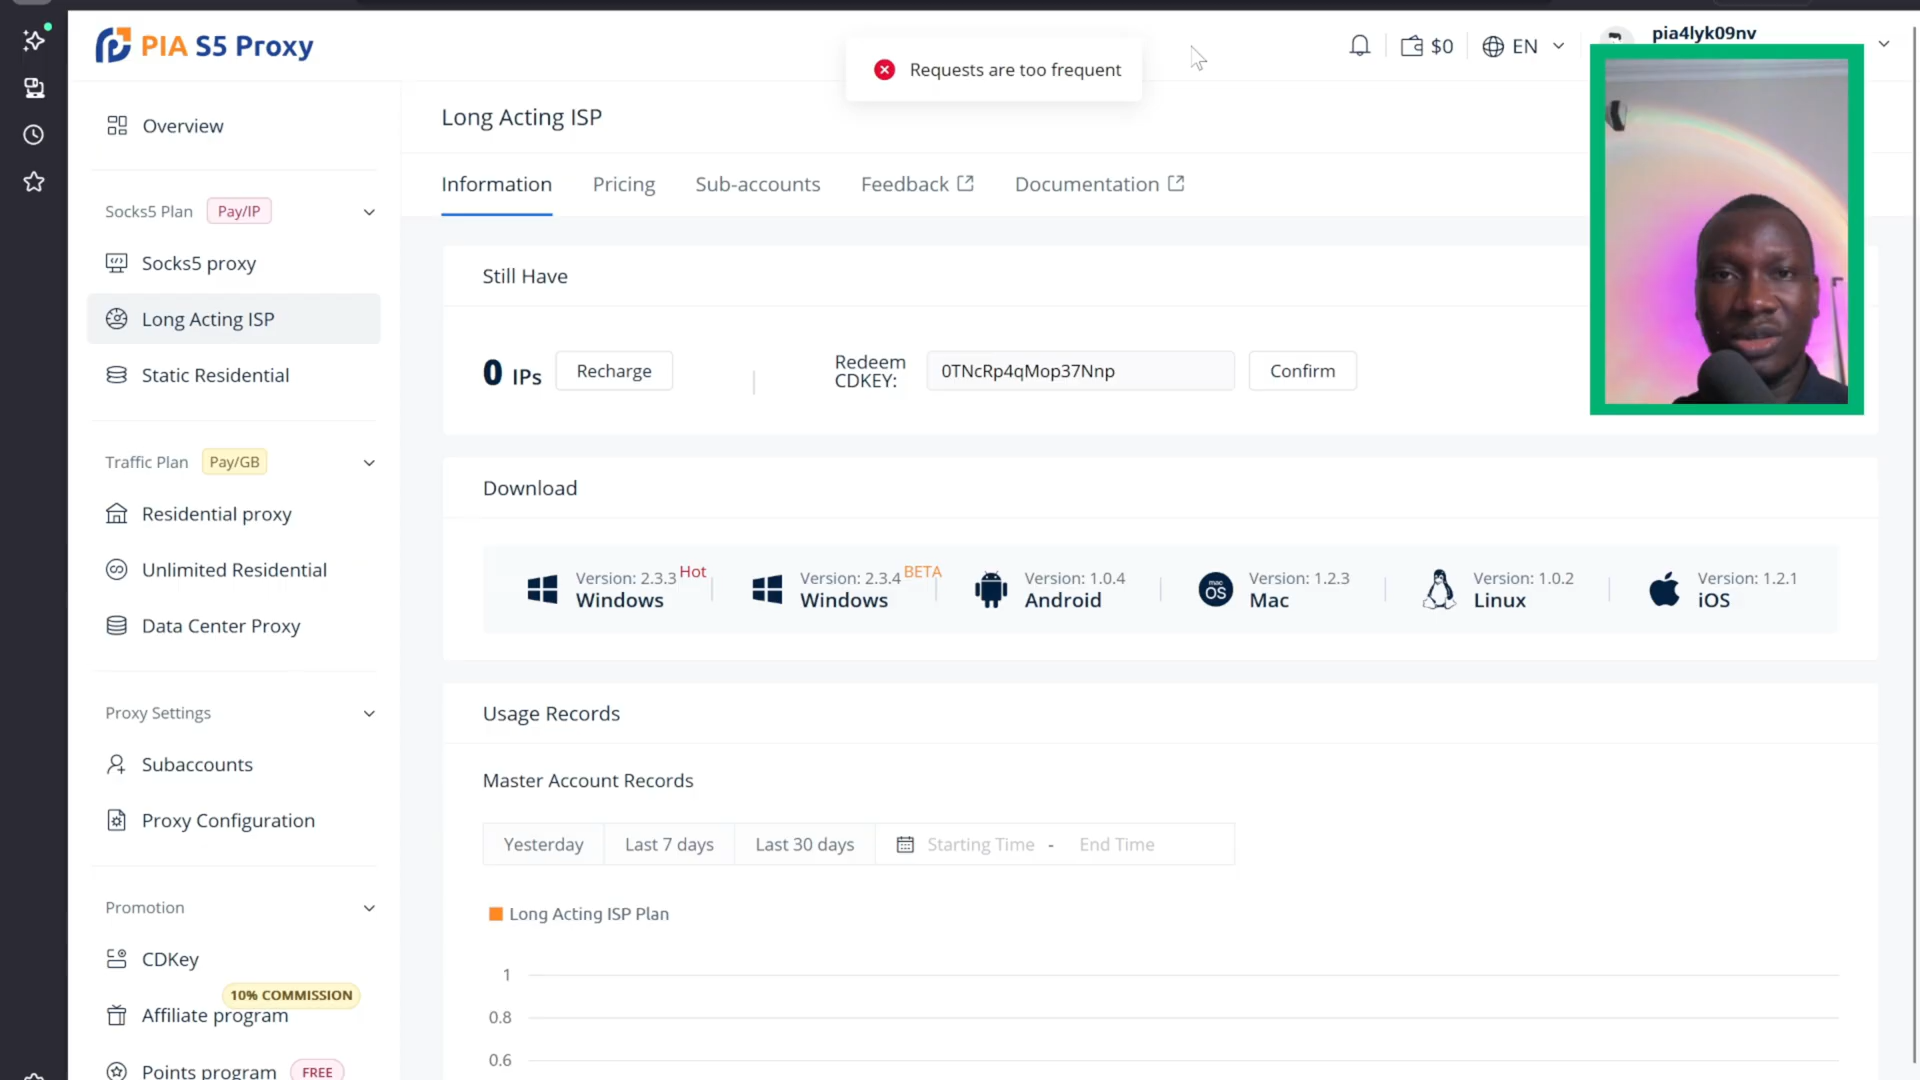 PIA S5 Proxy
Requests are too frequent
$0
EN
pia4lyk09nv
Overview
Socks5 Plan
Pay/IP
Socks5 proxy
Long Acting ISP
Static Residential
Traffic Plan
Pay/GB
Residential proxy
Unlimited Residential
Data Center Proxy
Proxy Settings
Subaccounts
Proxy Configuration
Promotion
CDKey
10% COMMISSION
Affiliate program
Points program
FREE
Long Acting ISP
Information
Pricing
Sub-accounts
Feedback
Documentation
Still Have
0 IPs
Recharge
Redeem
CDKEY:
0TNcRp4qMop37Nnp
Confirm
Download
Version: 2.3.3 Hot
Windows
Version: 2.3.4 BETA
Windows
Version: 1.0.4
Android
mac
OS
Version: 1.2.3
Mac
Version: 1.0.2
Linux
Version: 1.2.1
iOS
Usage Records
Master Account Records
Yesterday
Last 7 days
Last 30 days
Starting Time - End Time
Long Acting ISP Plan
1
0.8
0.6